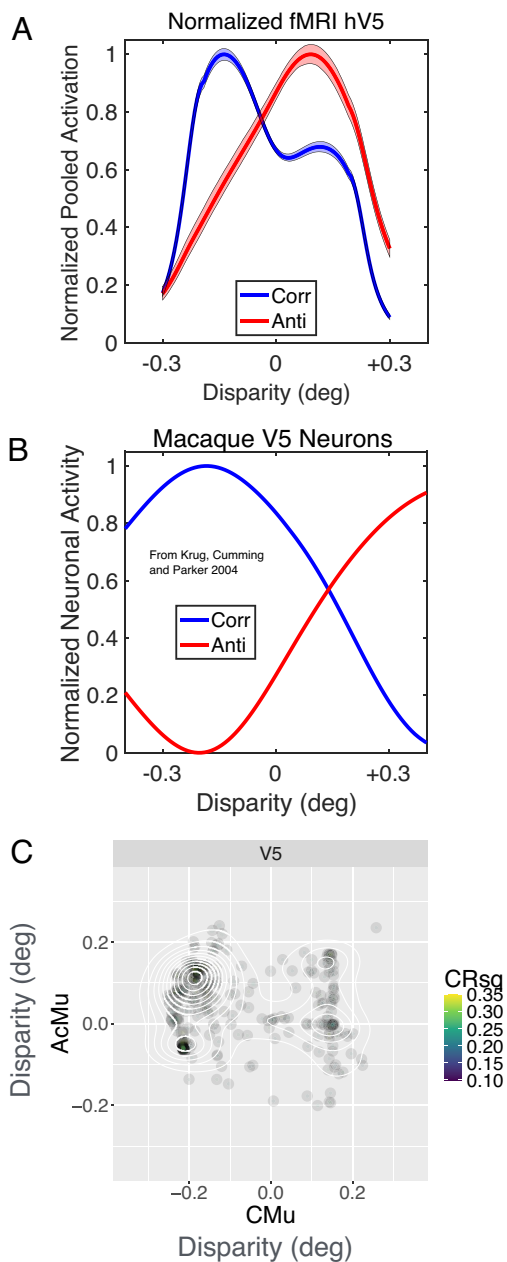 A
Normalized fMRI hV5
Normalized Pooled Activation
1
0.8
0.6
0.4
0.2
0
Corr
Anti
-0.3
0
+0.3
Disparity (deg)
B
Macaque V5 Neurons
Normalized Neuronal Activity
1
0.8
0.6
0.4
0.2
0
From Krug, Cumming
and Parker 2004
Corr
Anti
-0.3
0
+0.3
Disparity (deg)
C
V5
Disparity (deg)
AcMu
0.2
0.0
−0.2
CRsq
0.35
0.30
0.25
0.20
0.15
0.10
−0.2
0.0
0.2
CMu
Disparity (deg)